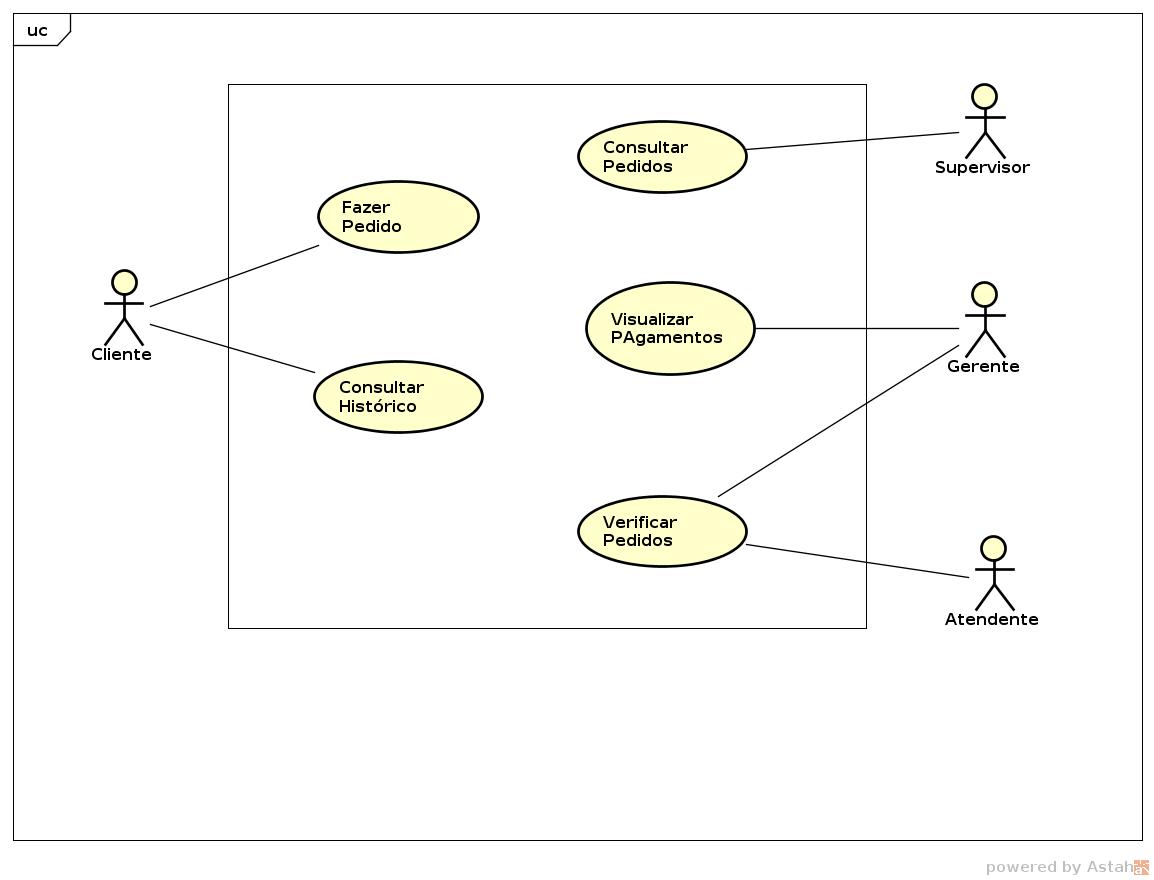 uc
Consultar
Pedidos
Supervisor
Fazer
Pedido
Cliente
Visualizar
PAgamentos
Gerente
Consultar
Histórico
Verificar
Pedidos
Atendente
powered by Astah